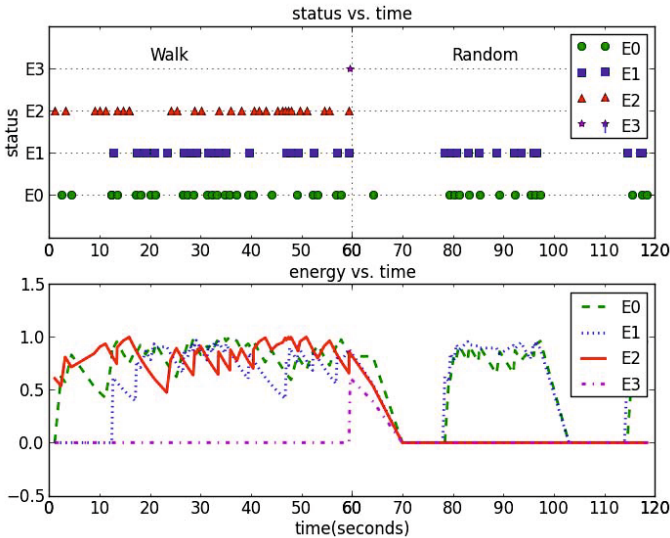 status vs. time
Walk
Random
E3
E2
E1
E0
status
E0
E1
E2
E3
0 10 20 30 40 50 60 70 80 90 100 110 120
energy vs. time
1.5
1.0
0.5
0.0
−0.5
E0
E1
E2
E3
0 10 20 30 40 50 60 70 80 90 100 110 120
time(seconds)